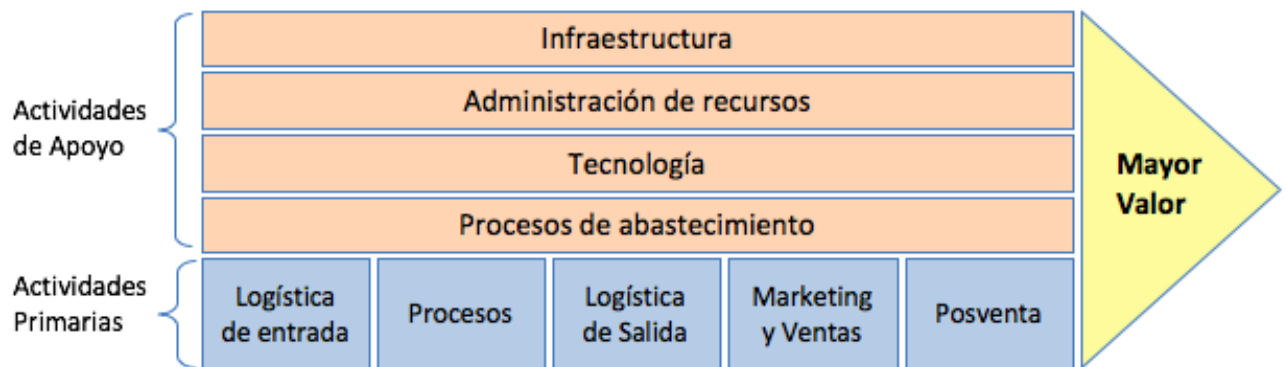 Infraestructura
Administración de recursos
Tecnología
Procesos de abastecimiento
Actividades
de Apoyo
Mayor
Valor
Actividades
Primarias
Logística
de entrada
Procesos
Logística
de Salida
Marketing
y Ventas
Posventa